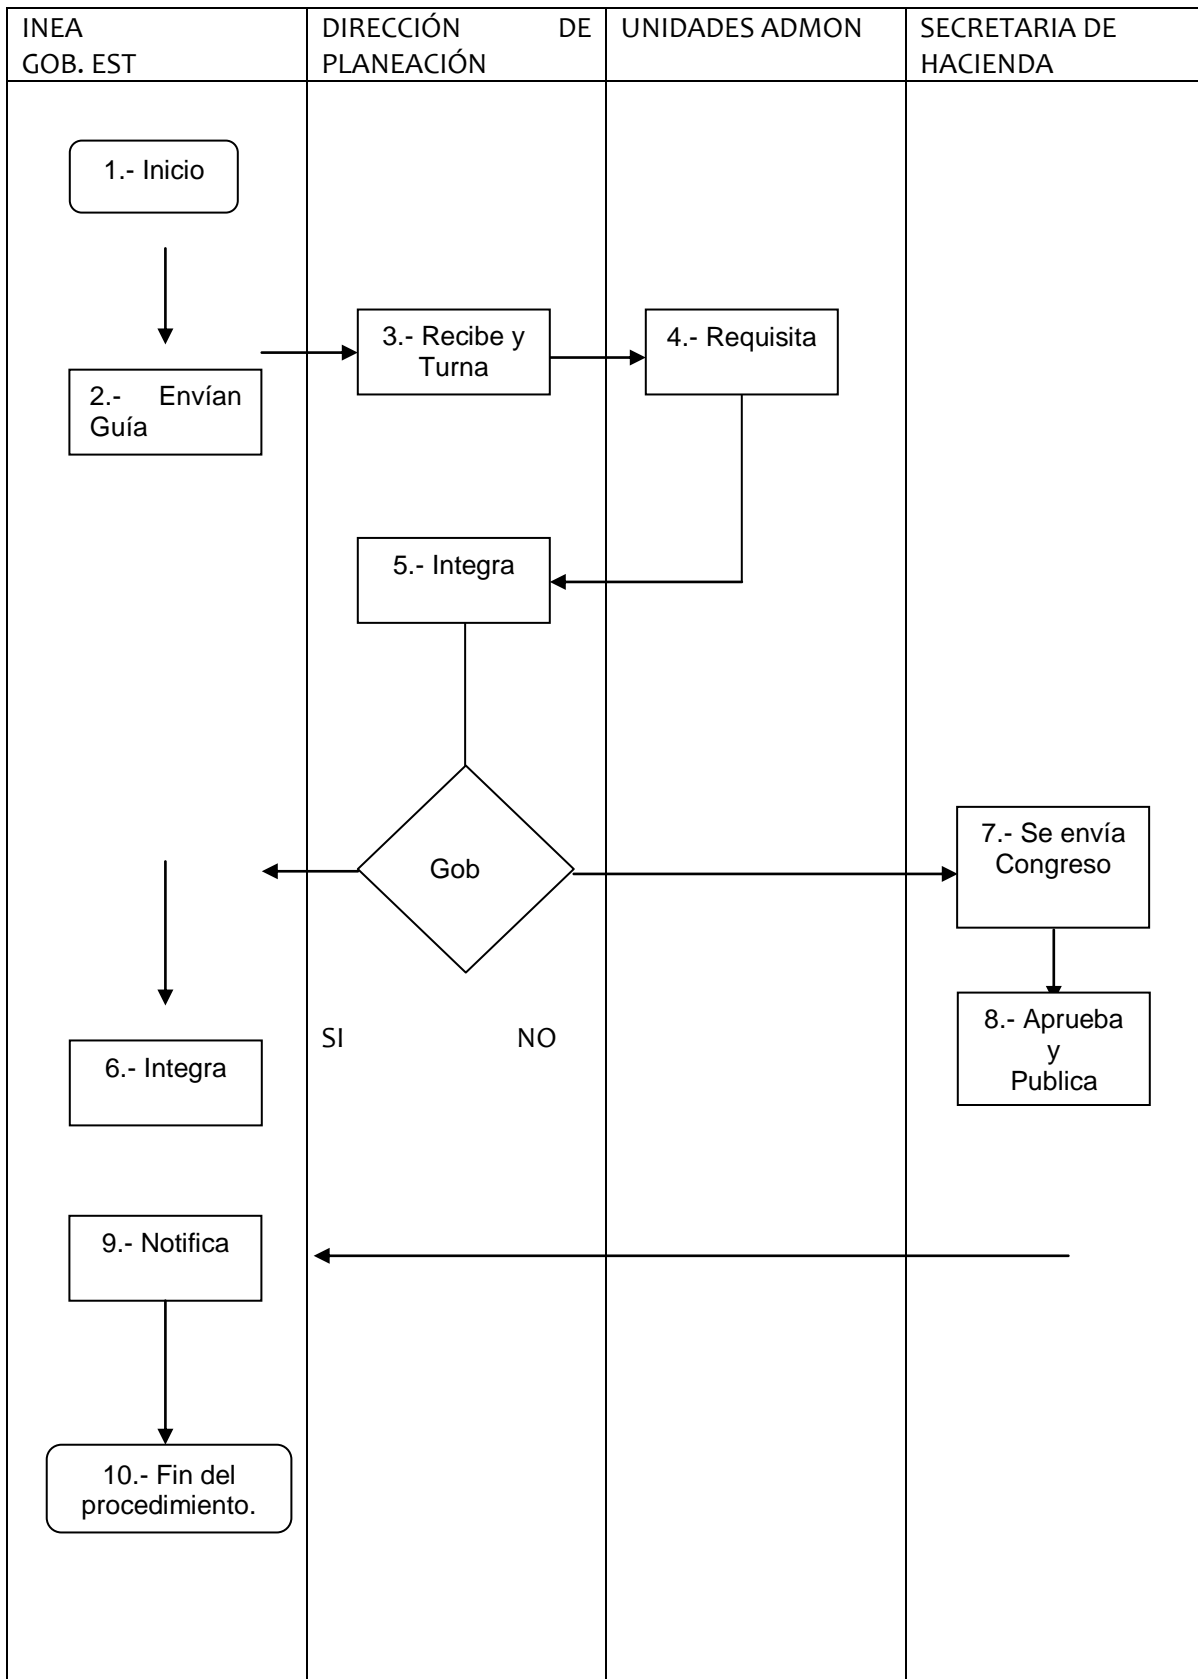 INEA
GOB. EST
DIRECCIÓN DE
PLANEACIÓN
UNIDADES ADMON
SECRETARIA DE
HACIENDA
1.- Inicio
2.- Envían
Guía
3.- Recibe y
Turna
4.- Requisita
5.- Integra
Gob
7.- Se envía
Congreso
SI NO
6.- Integra
8.- Aprueba
y
Publica
9.- Notifica
10.- Fin del
procedimiento.